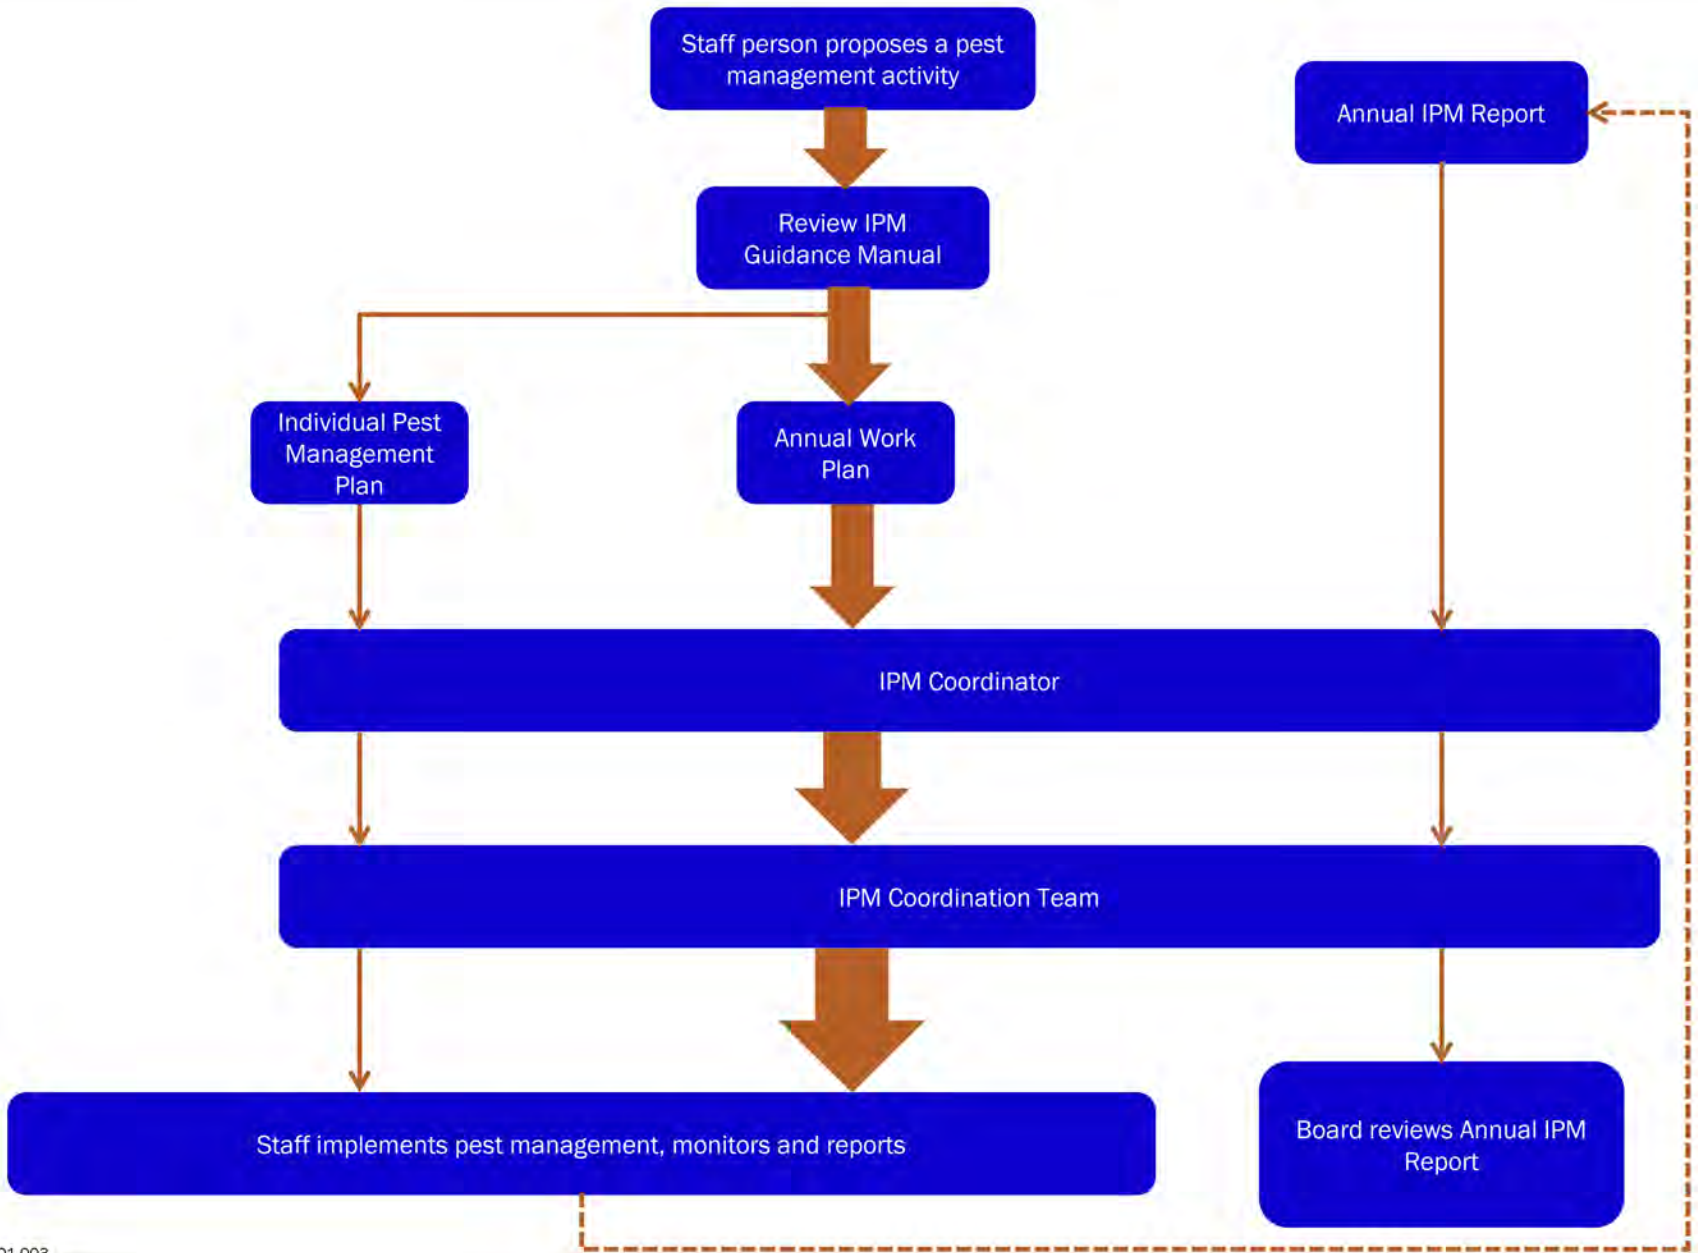 Staff person proposes a pest
management activity
Annual IPM Report
Review IPM
Guidance Manual
Individual Pest
Management
Plan
Annual Work
Plan
IPM Coordinator
IPM Coordination Team
Staff implements pest management, monitors and reports
Board reviews Annual IPM
Report